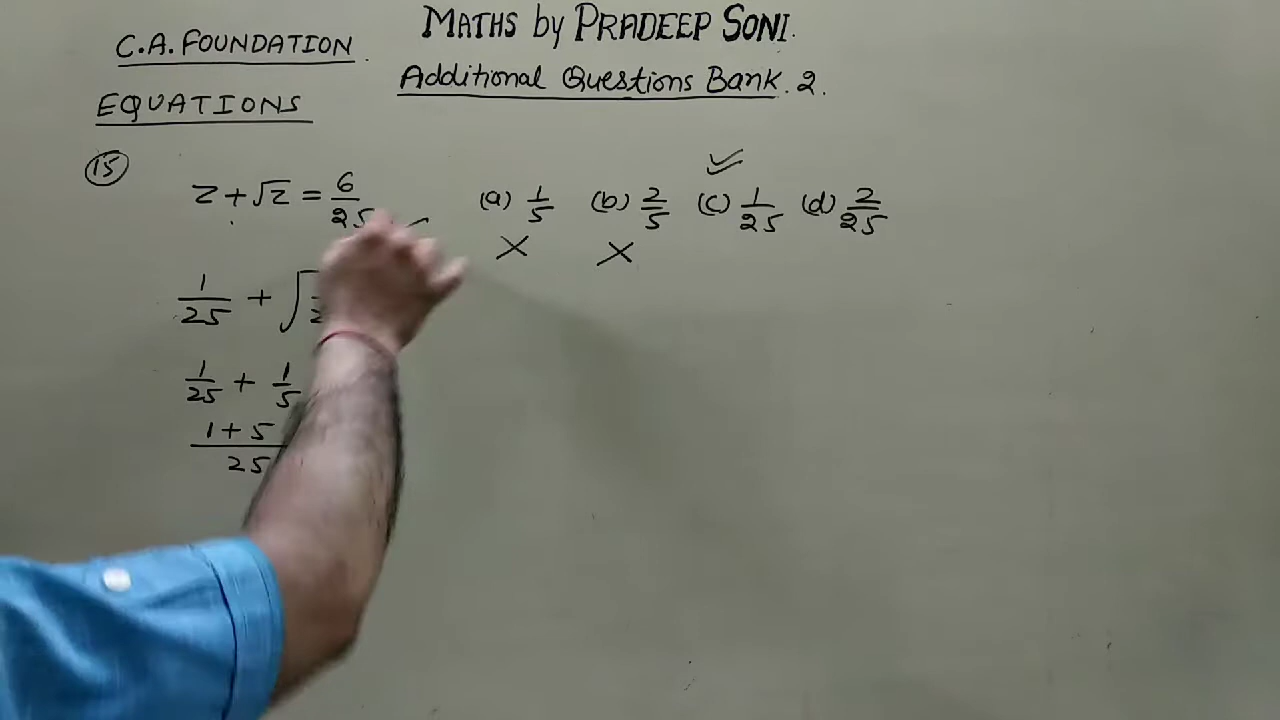 MATHS by PRADEEP SONI.
C.A. FOUNDATION.
Additional Questions Bank. 2.
EQUATIONS
15
z + √z = 6/25 (a) 1/5 (b) 2/5 (c) 1/25 (d) 2/25
1/25 + √
1/25 + 1/5
1 + 5
25